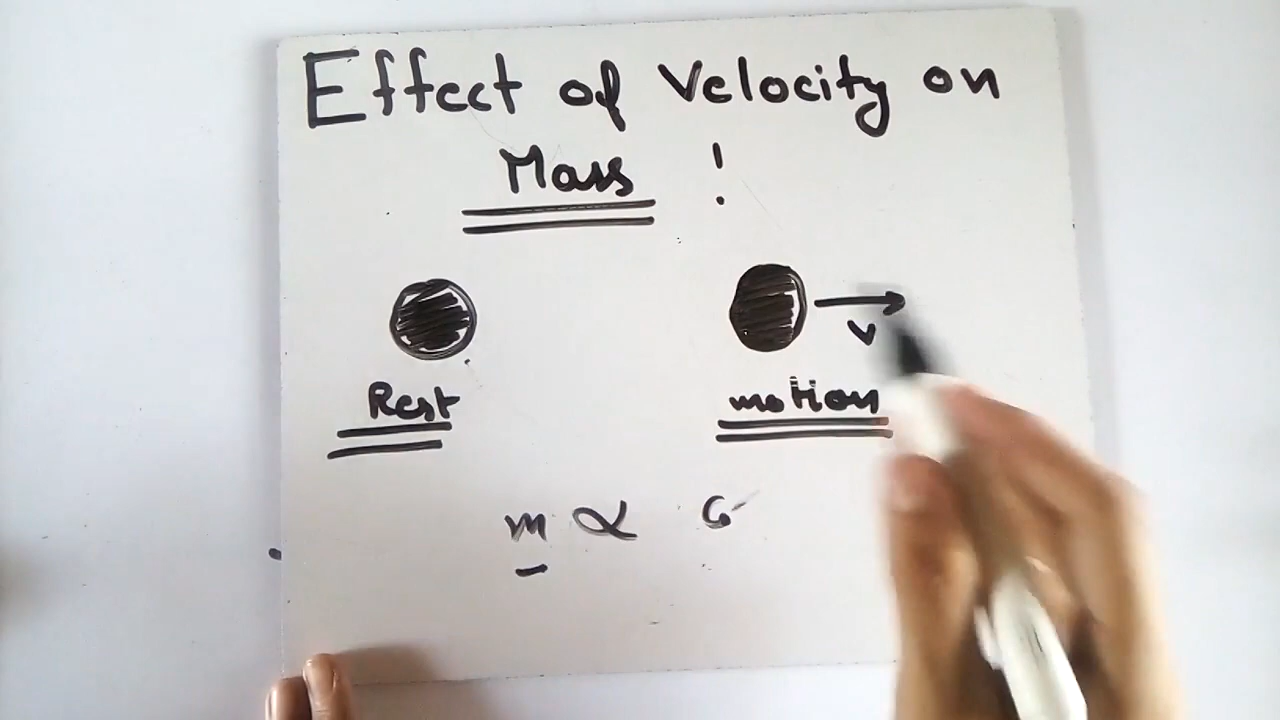 Effect of Velocity on
Mass !
v
Rest motion
m ∝